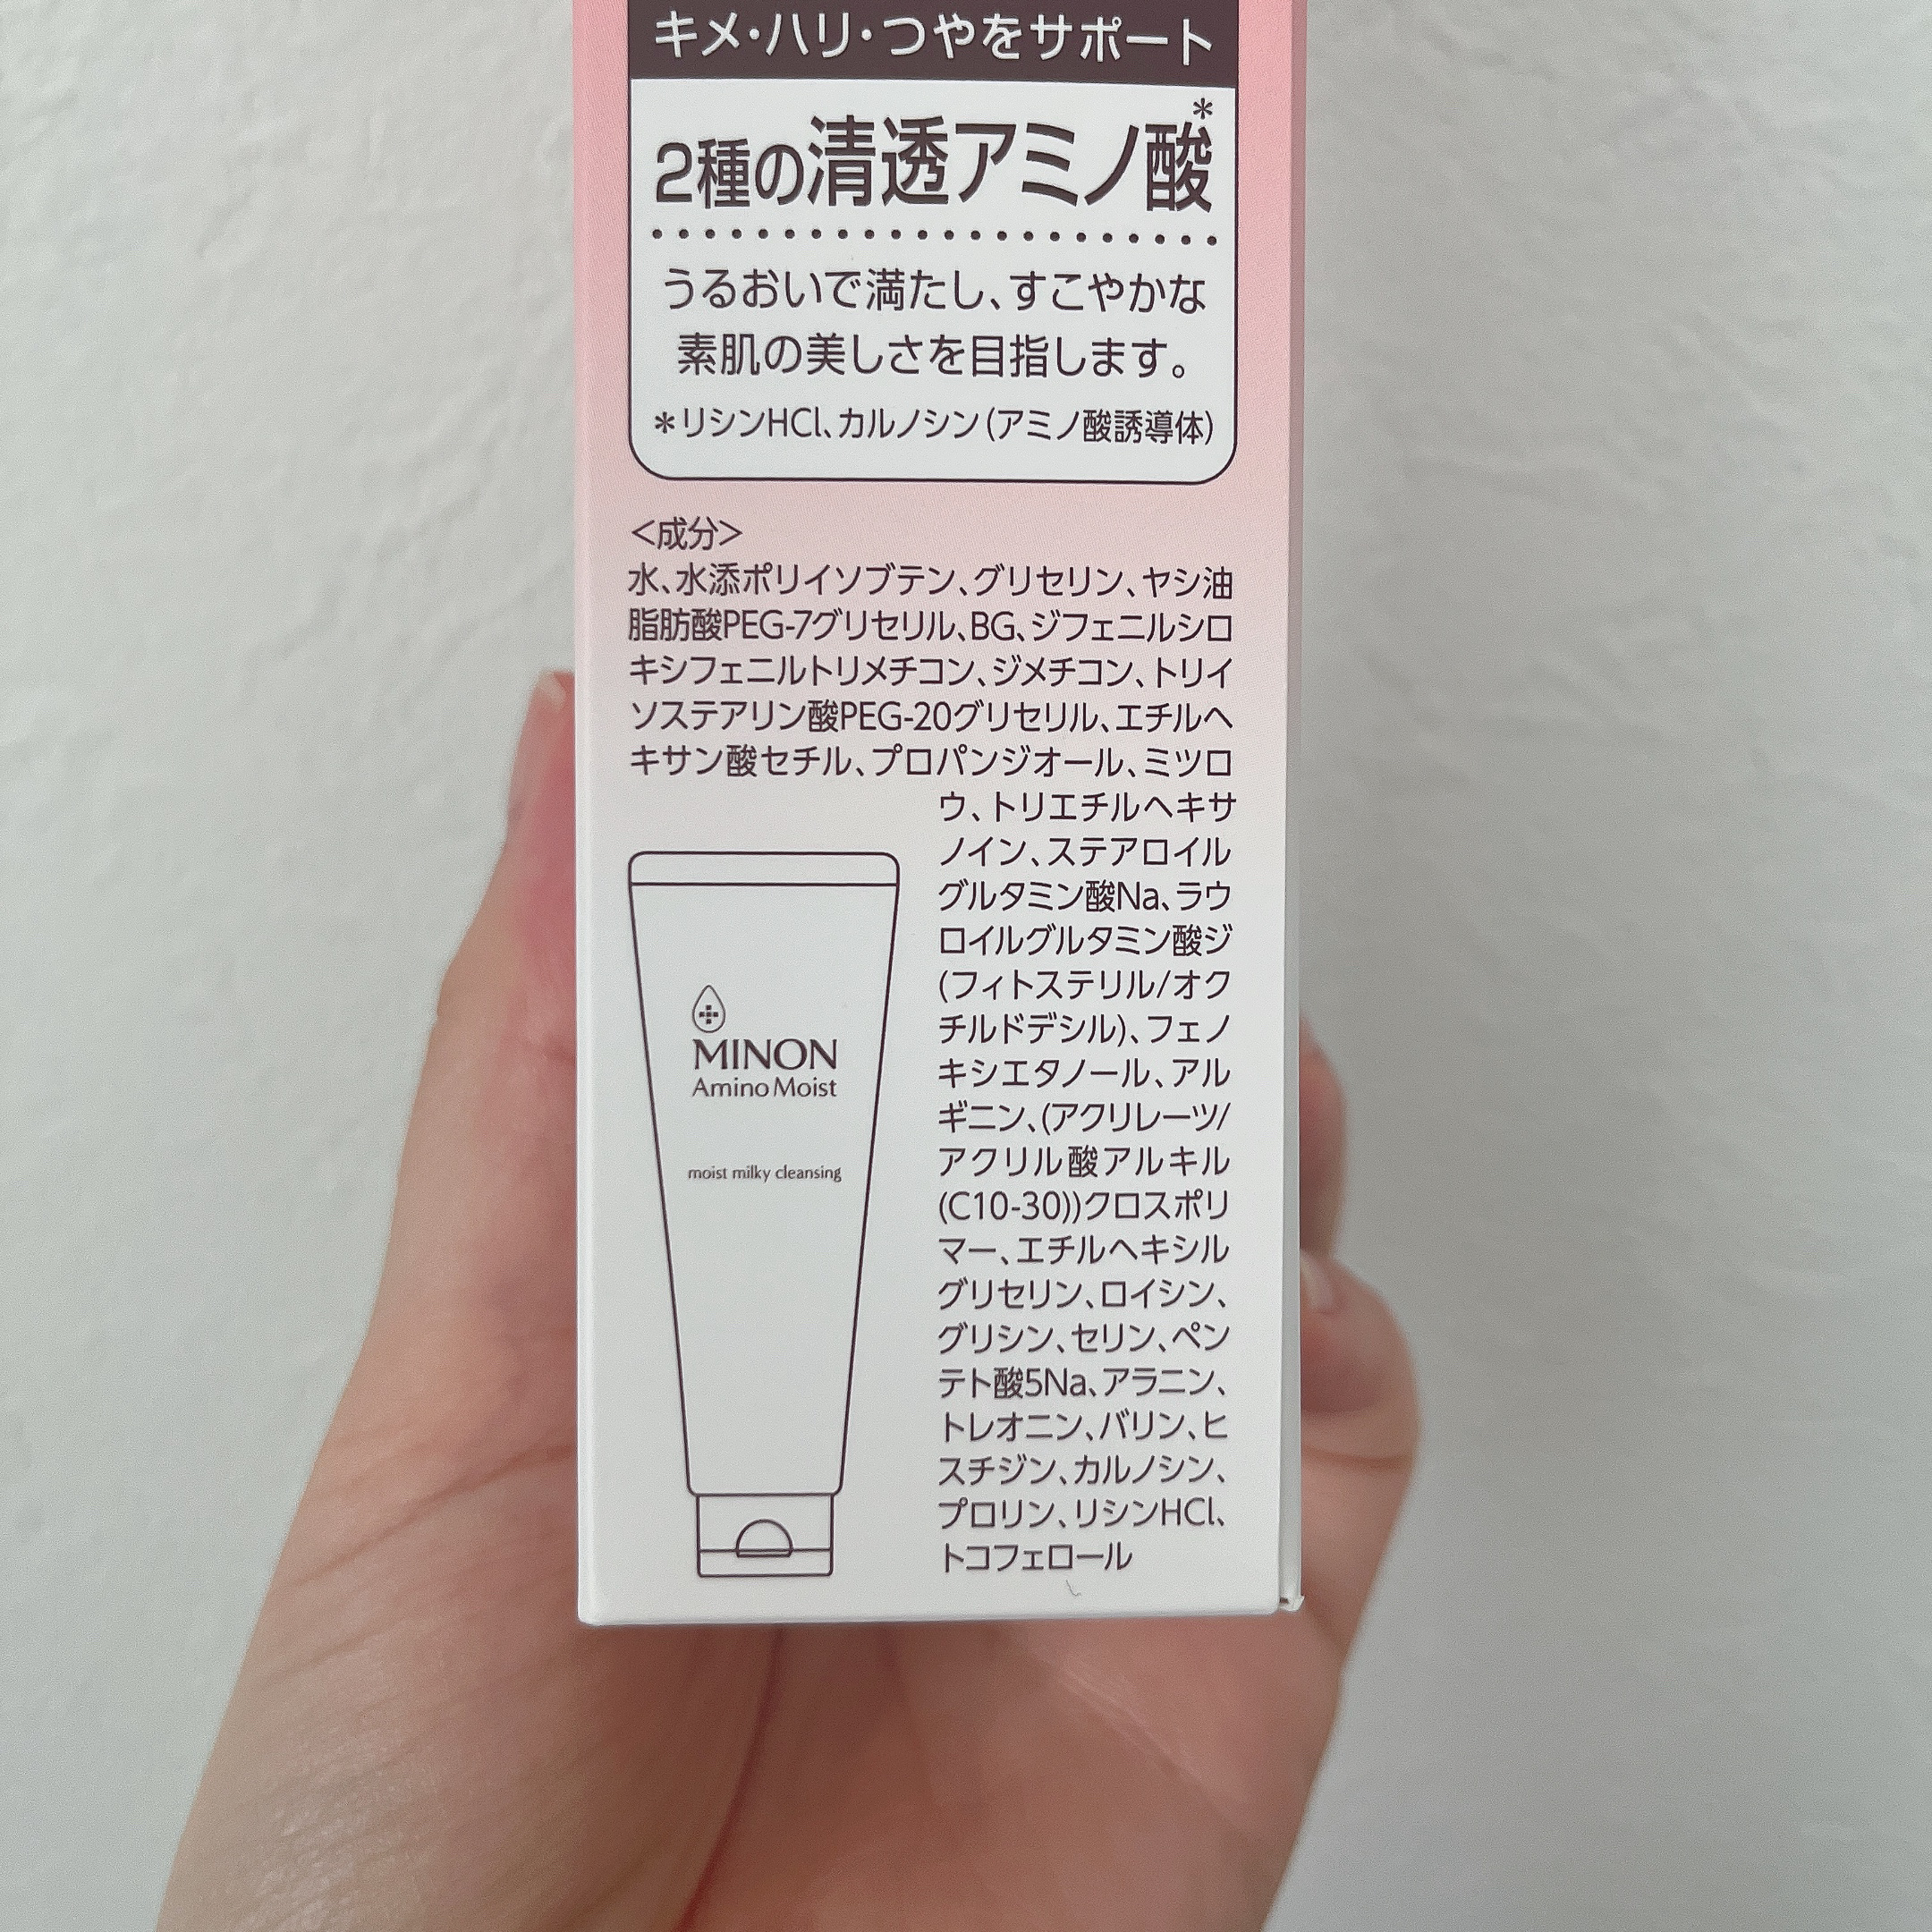 キメ・ハリ・つやをサポート
2種の清透アミノ酸*
うるおいで満たし、すこやかな
素肌の美しさを目指します。
*リシンHCl、カルノシン(アミノ酸誘導体)
<成分>
水、水添ポリイソブテン、グリセリン、ヤシ油
脂肪酸PEG-7グリセリル、BG、ジフェニルシロ
キシフェニルトリメチコン、ジメチコン、トリイ
ソステアリン酸PEG-20グリセリル、エチルヘ
キサン酸セチル、プロパンジオール、ミツロ
ウ、トリエチルヘキサ
ノイン、ステアロイル
グルタミン酸Na、ラウ
ロイルグルタミン酸ジ
(フィトステリル/オク
チルドデシル)、フェノ
キシエタノール、アル
ギニン、(アクリレーツ/
アクリル酸アルキル
(C10-30))クロスポリ
マー、エチルヘキシル
グリセリン、ロイシン、
グリシン、セリン、ペン
テト酸5Na、アラニン、
トレオニン、バリン、ヒ
スチジン、カルノシン、
プロリン、リシンHCl、
トコフェロール
MINON
Amino Moist
moist milky cleansing